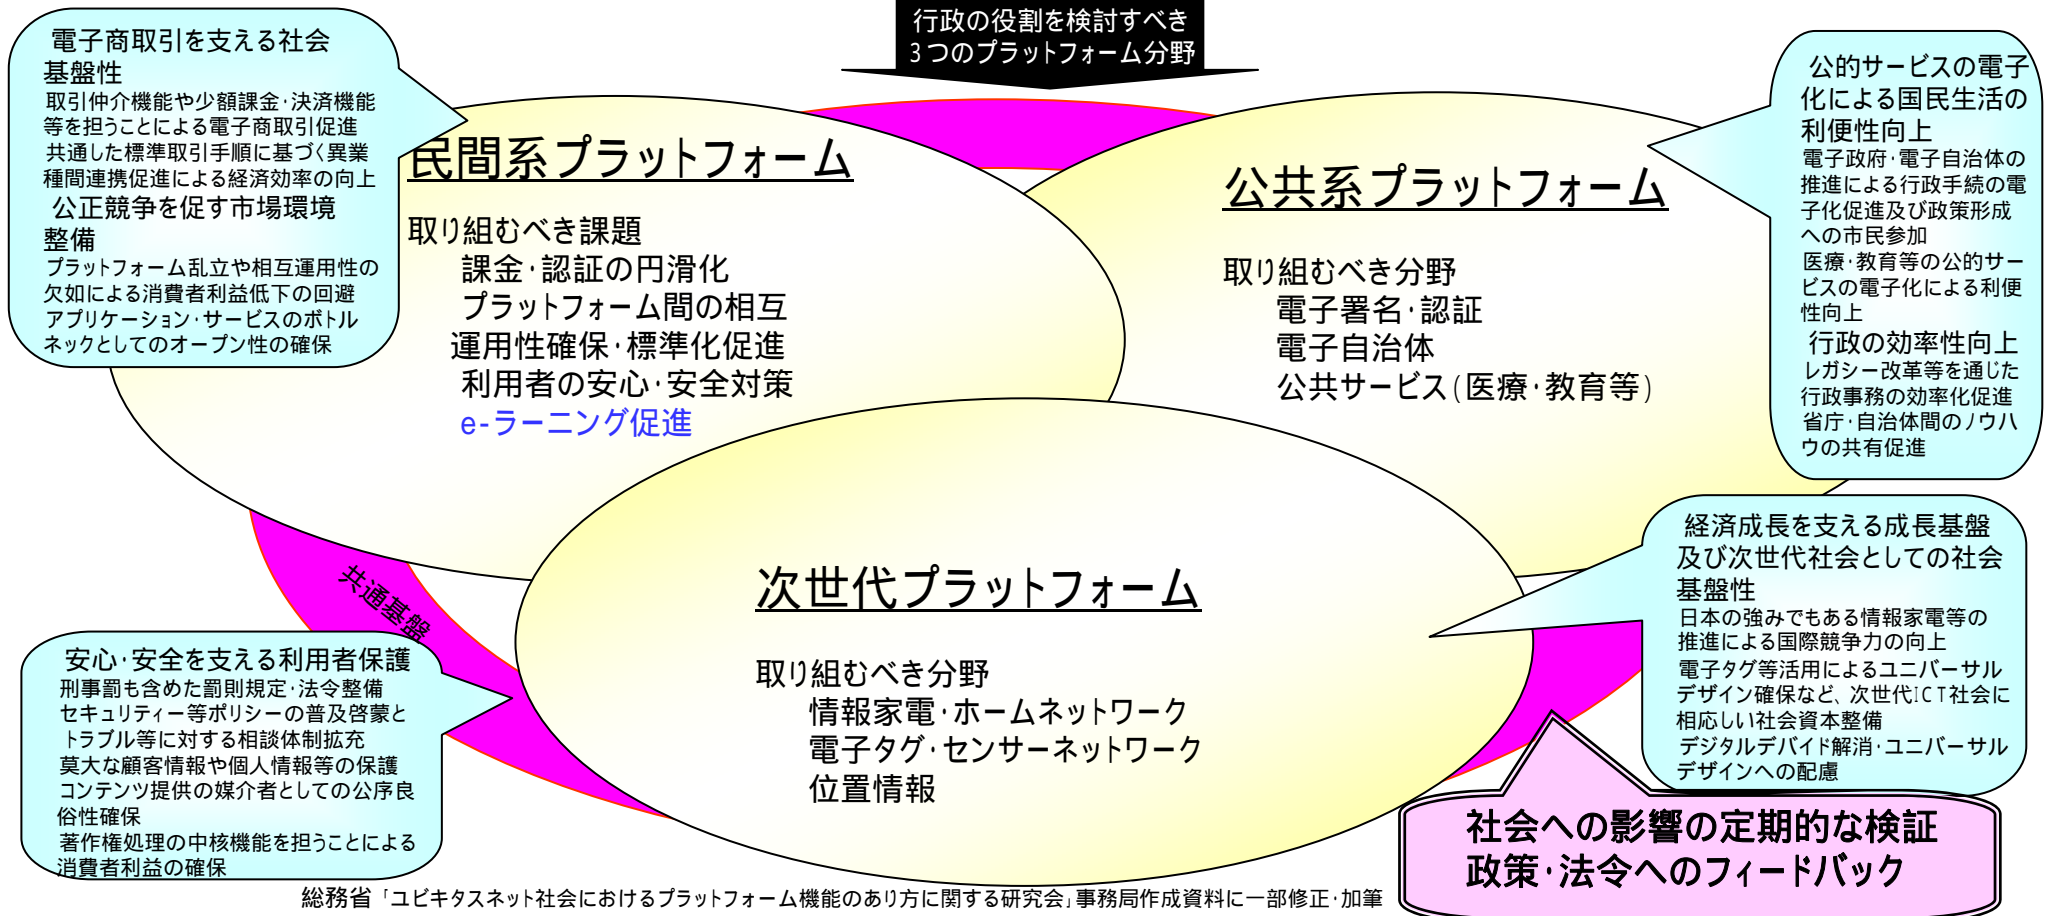 行政の役割を検討すべき
3つのプラットフォーム分野
電子商取引を支える社会
基盤性
取引仲介機能や少額課金・決済機能
等を担うことによる電子商取引促進
共通した標準取引手順に基づく異業
種間連携促進による経済効率の向上
公正競争を促す市場環境
整備
プラットフォーム乱立や相互運用性の
欠如による消費者利益低下の回避
アプリケーション・サービスのボトル
ネックとしてのオープン性の確保
民間系プラットフォーム
取り組むべき課題
課金・認証の円滑化
プラットフォーム間の相互
運用性確保・標準化促進
利用者の安心・安全対策
e-ラーニング促進
公共系プラットフォーム
取り組むべき分野
電子署名・認証
電子自治体
公共サービス(医療・教育等)
公的サービスの電子
化による国民生活の
利便性向上
電子政府・電子自治体の
推進による行政手続の電
子化促進及び政策形成
への市民参加
医療・教育等の公的サー
ビスの電子化による利便
性向上
行政の効率性向上
レガシー改革等を通じた
行政事務の効率化促進
省庁・自治体間のノウハ
ウの共有促進
次世代プラットフォーム
取り組むべき分野
情報家電・ホームネットワーク
電子タグ・センサーネットワーク
位置情報
経済成長を支える成長基盤
及び次世代社会としての社会
基盤性
日本の強みでもある情報家電等の
推進による国際競争力の向上
電子タグ等活用によるユニバーサル
デザイン確保など、次世代ICT社会に
相応しい社会資本整備
デジタルデバイド解消・ユニバーサル
デザインへの配慮
共通基盤
安心・安全を支える利用者保護
刑事罰も含めた罰則規定・法令整備
セキュリティー等ポリシーの普及啓蒙と
トラブル等に対する相談体制拡充
莫大な顧客情報や個人情報等の保護
コンテンツ提供の媒介者としての公序良
俗性確保
著作権処理の中核機能を担うことによる
消費者利益の確保
社会への影響の定期的な検証
政策・法令へのフィードバック
総務省「ユビキタスネット社会におけるプラットフォーム機能のあり方に関する研究会」事務局作成資料に一部修正・加筆